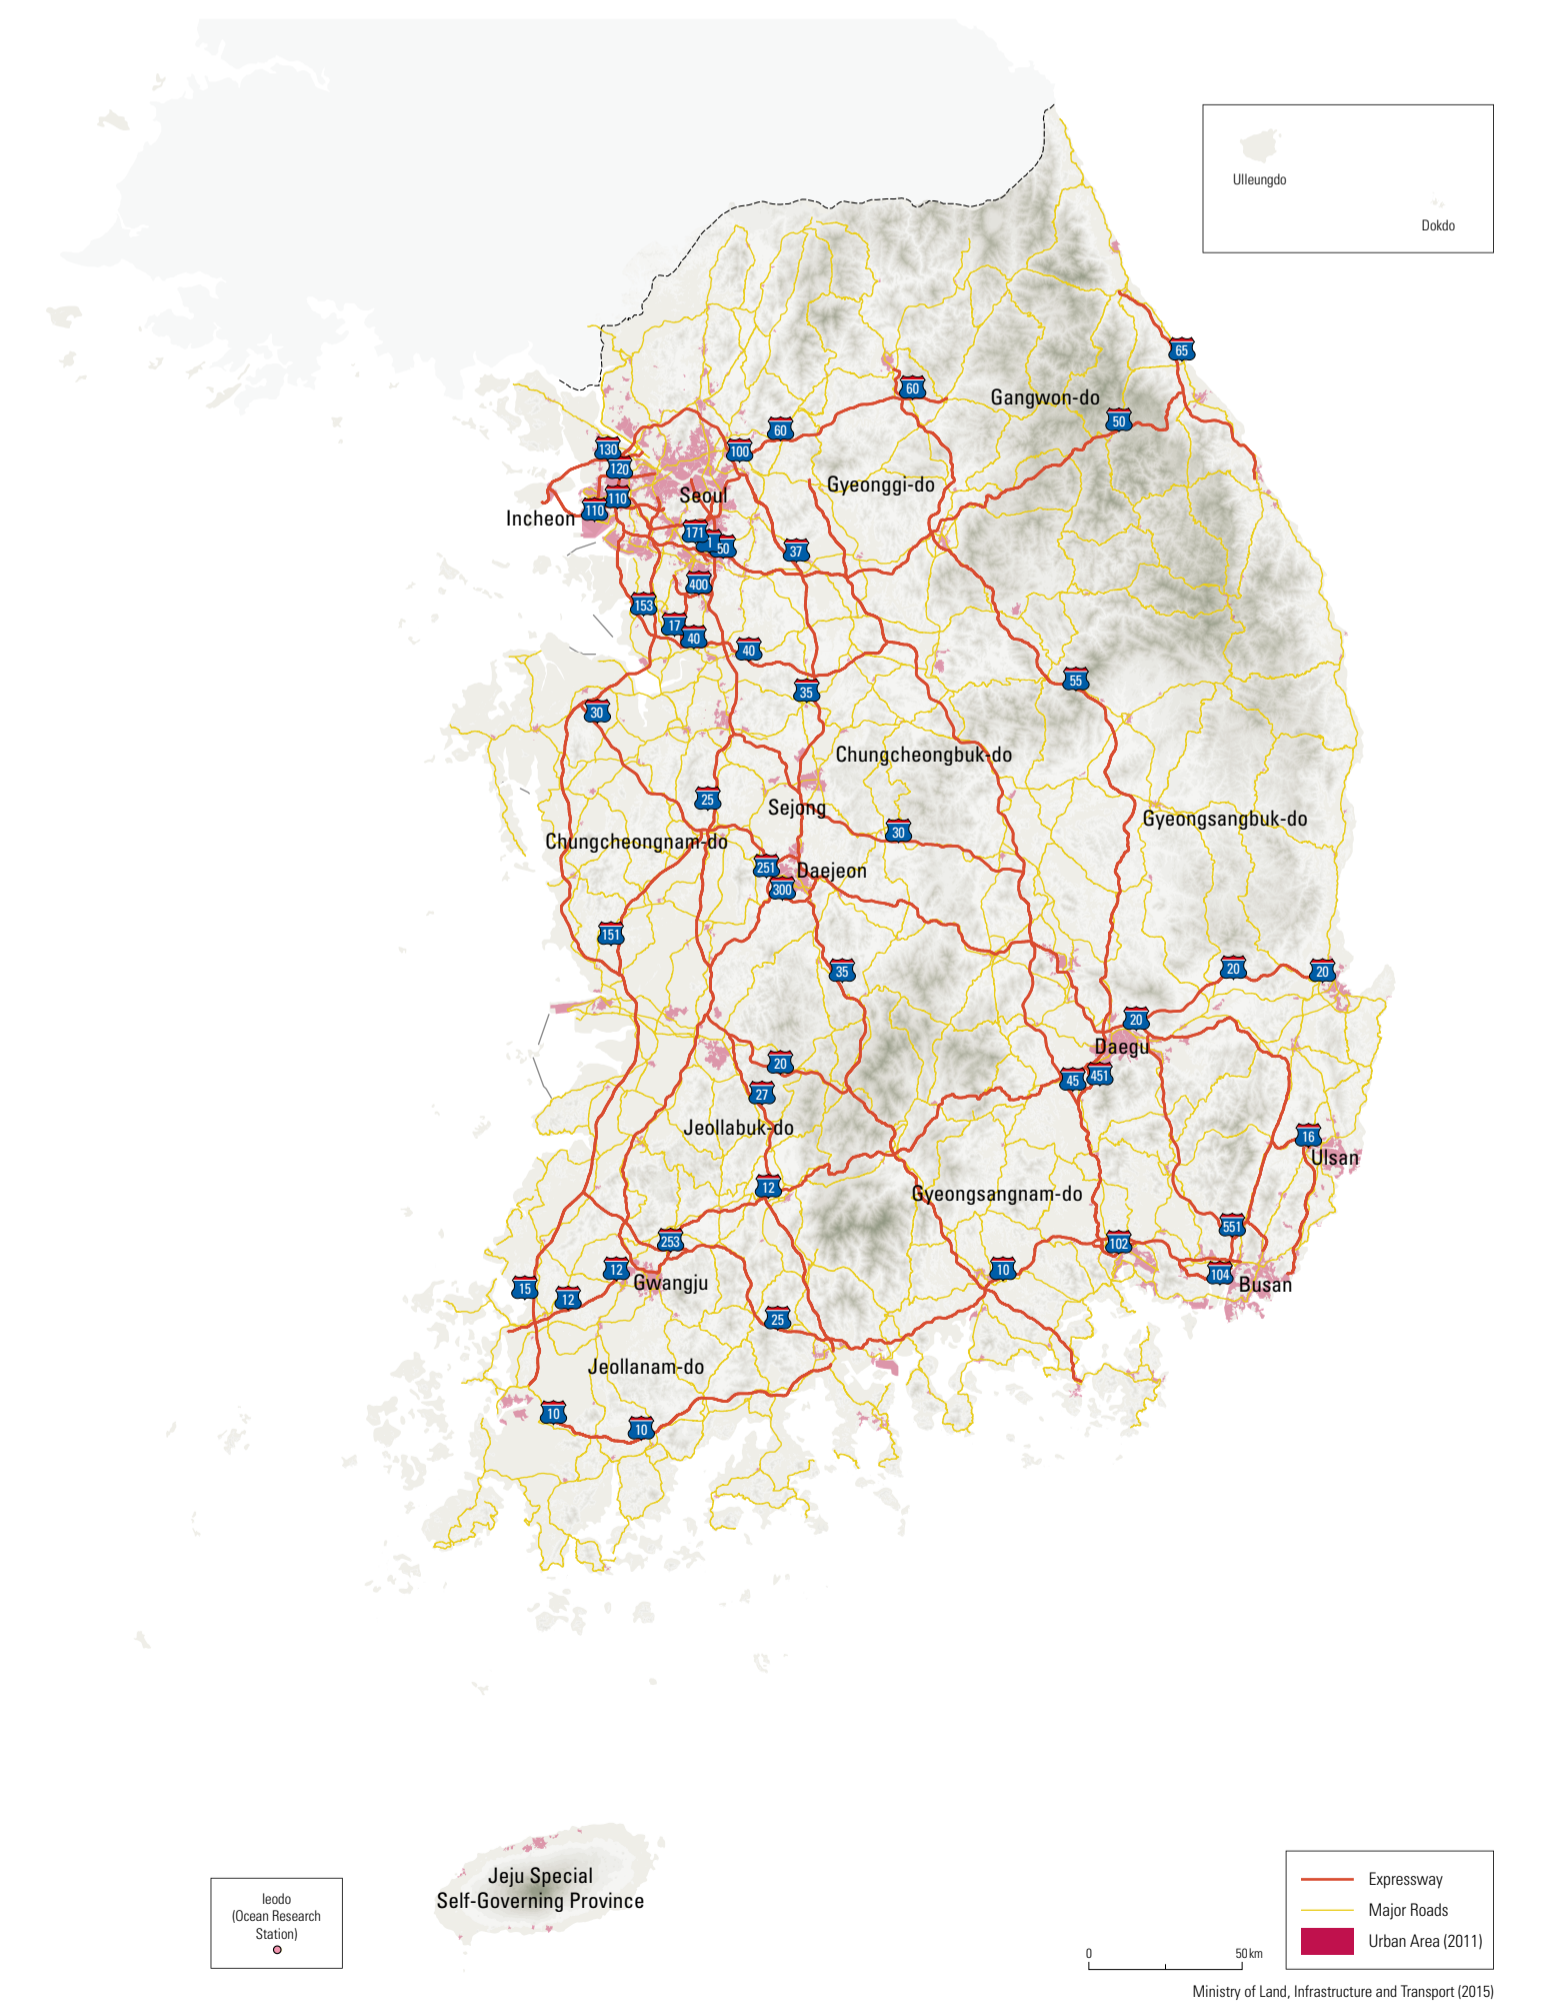 Ulleungdo
Dokdo
65
60
Gangwon-do
50
60
130
100
120
Gyeonggi-do
110
Seoul
110
Incheon
171
1
50
37
400
153
17
40
40
55
35
30
Chungcheongbuk-do
25
Sejong
Gyeongsangbuk-do
30
Chungcheongnam-do
251
Daejeon
300
151
35
20
20
20
Daegu
20
45
451
27
Jeollabuk-do
16
Ulsan
12
Gyeongsangnam-do
551
253
102
12
10
104
Gwangju
Busan
15
12
25
Jeollanam-do
10
10
Jeju Special
Self-Governing Province
Ieodo
(Ocean Research
Station)
Expressway
Major Roads
Urban Area (2011)
0
50 km
Ministry of Land, Infrastructure and Transport (2015)